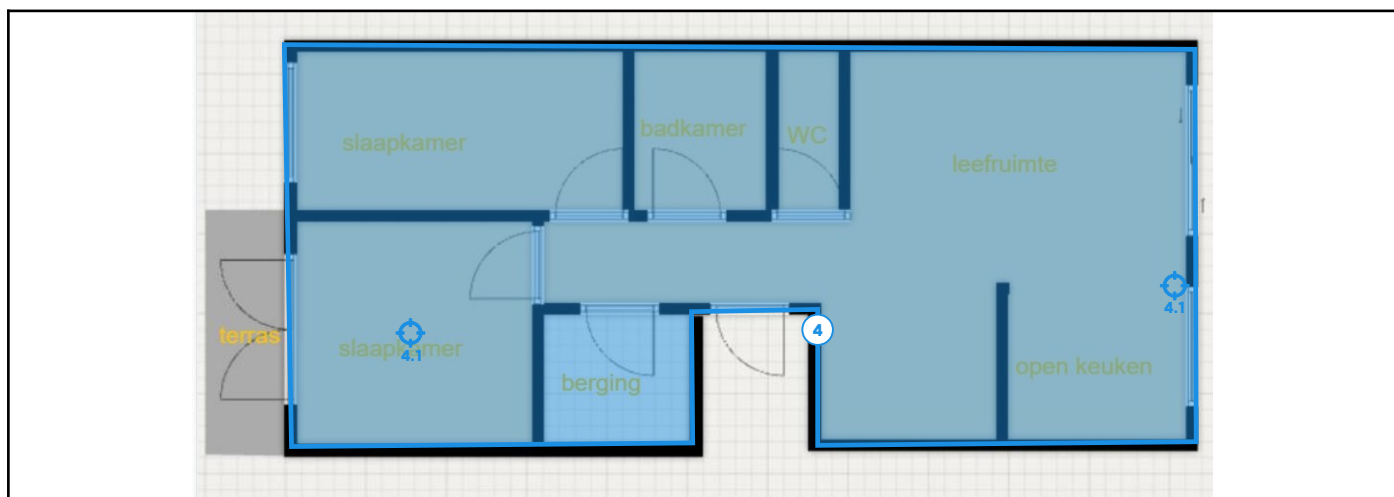 badkamer
WC
slaapkamer
leefruimte
terras
4.1
slaapkamer
4.1
4
berging
open keuken